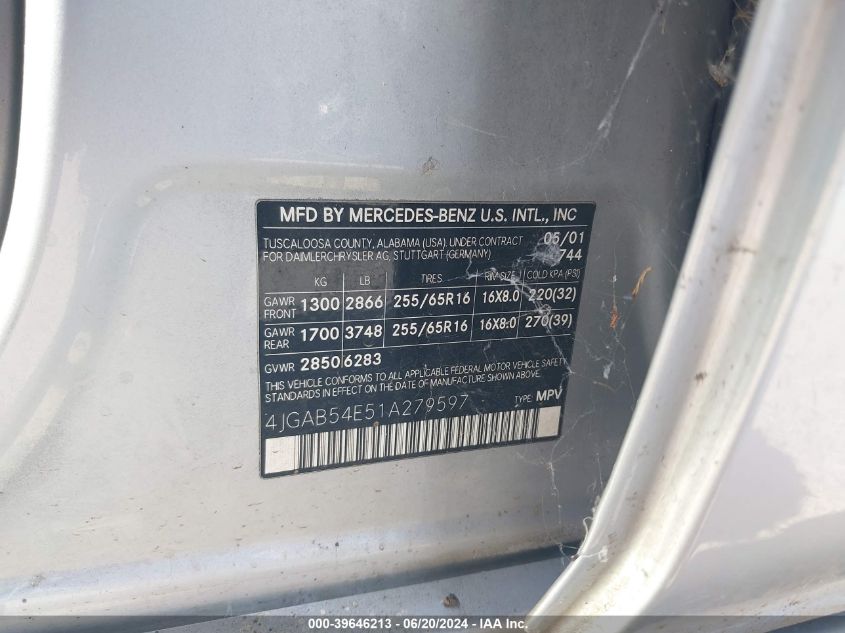 MFD BY MERCEDES-BENZ U.S. INTL., INC
TUSCALOOSA COUNTY, ALABAMA (USA). UNDER CONTRACT 05/01
FOR DAIMLERCHRYSLER AG, STUTTGART (GERMANY) 744
KG LB TIRES RIM SIZE COLD KPA (PSI)
GAWR FRONT 1300 2866 255/65R16 16X8.0 220(32)
GAWR REAR 1700 3748 255/65R16 16X8.0 270(39)
GVWR 2850 6283
THIS VEHICLE CONFORMS TO ALL APPLICABLE FEDERAL MOTOR VEHICLE SAFETY
STANDARDS IN EFFECT ON THE DATE OF MANUFACTURE SHOWN ABOVE.
4JGAB54E51A279597 TYPE: MPV
000-39646213 - 06/20/2024 - IAAI.COM